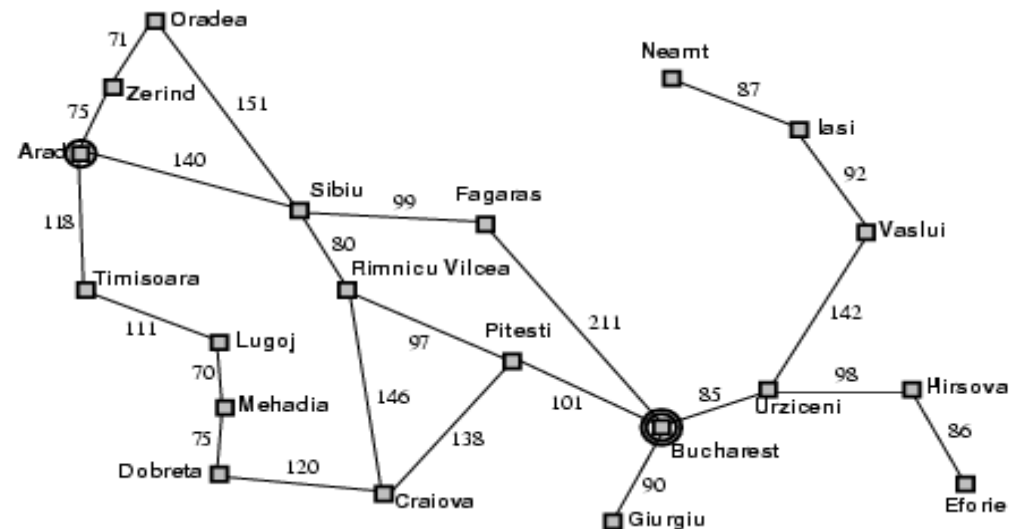 Oradea
71
Neamt
Zerind
87
75
151
Iasi
Arad
140
92
Sibiu
Fagaras
99
118
Vaslui
80
Timisoara
Rimnicu Vilcea
142
111
Lugoj
97
Pitesti
211
70
98
Hirsova
Mehadia
146
101
85
Urziceni
86
75
138
Bucharest
Dobreta
120
90
Craiova
Eforie
Giurgiu